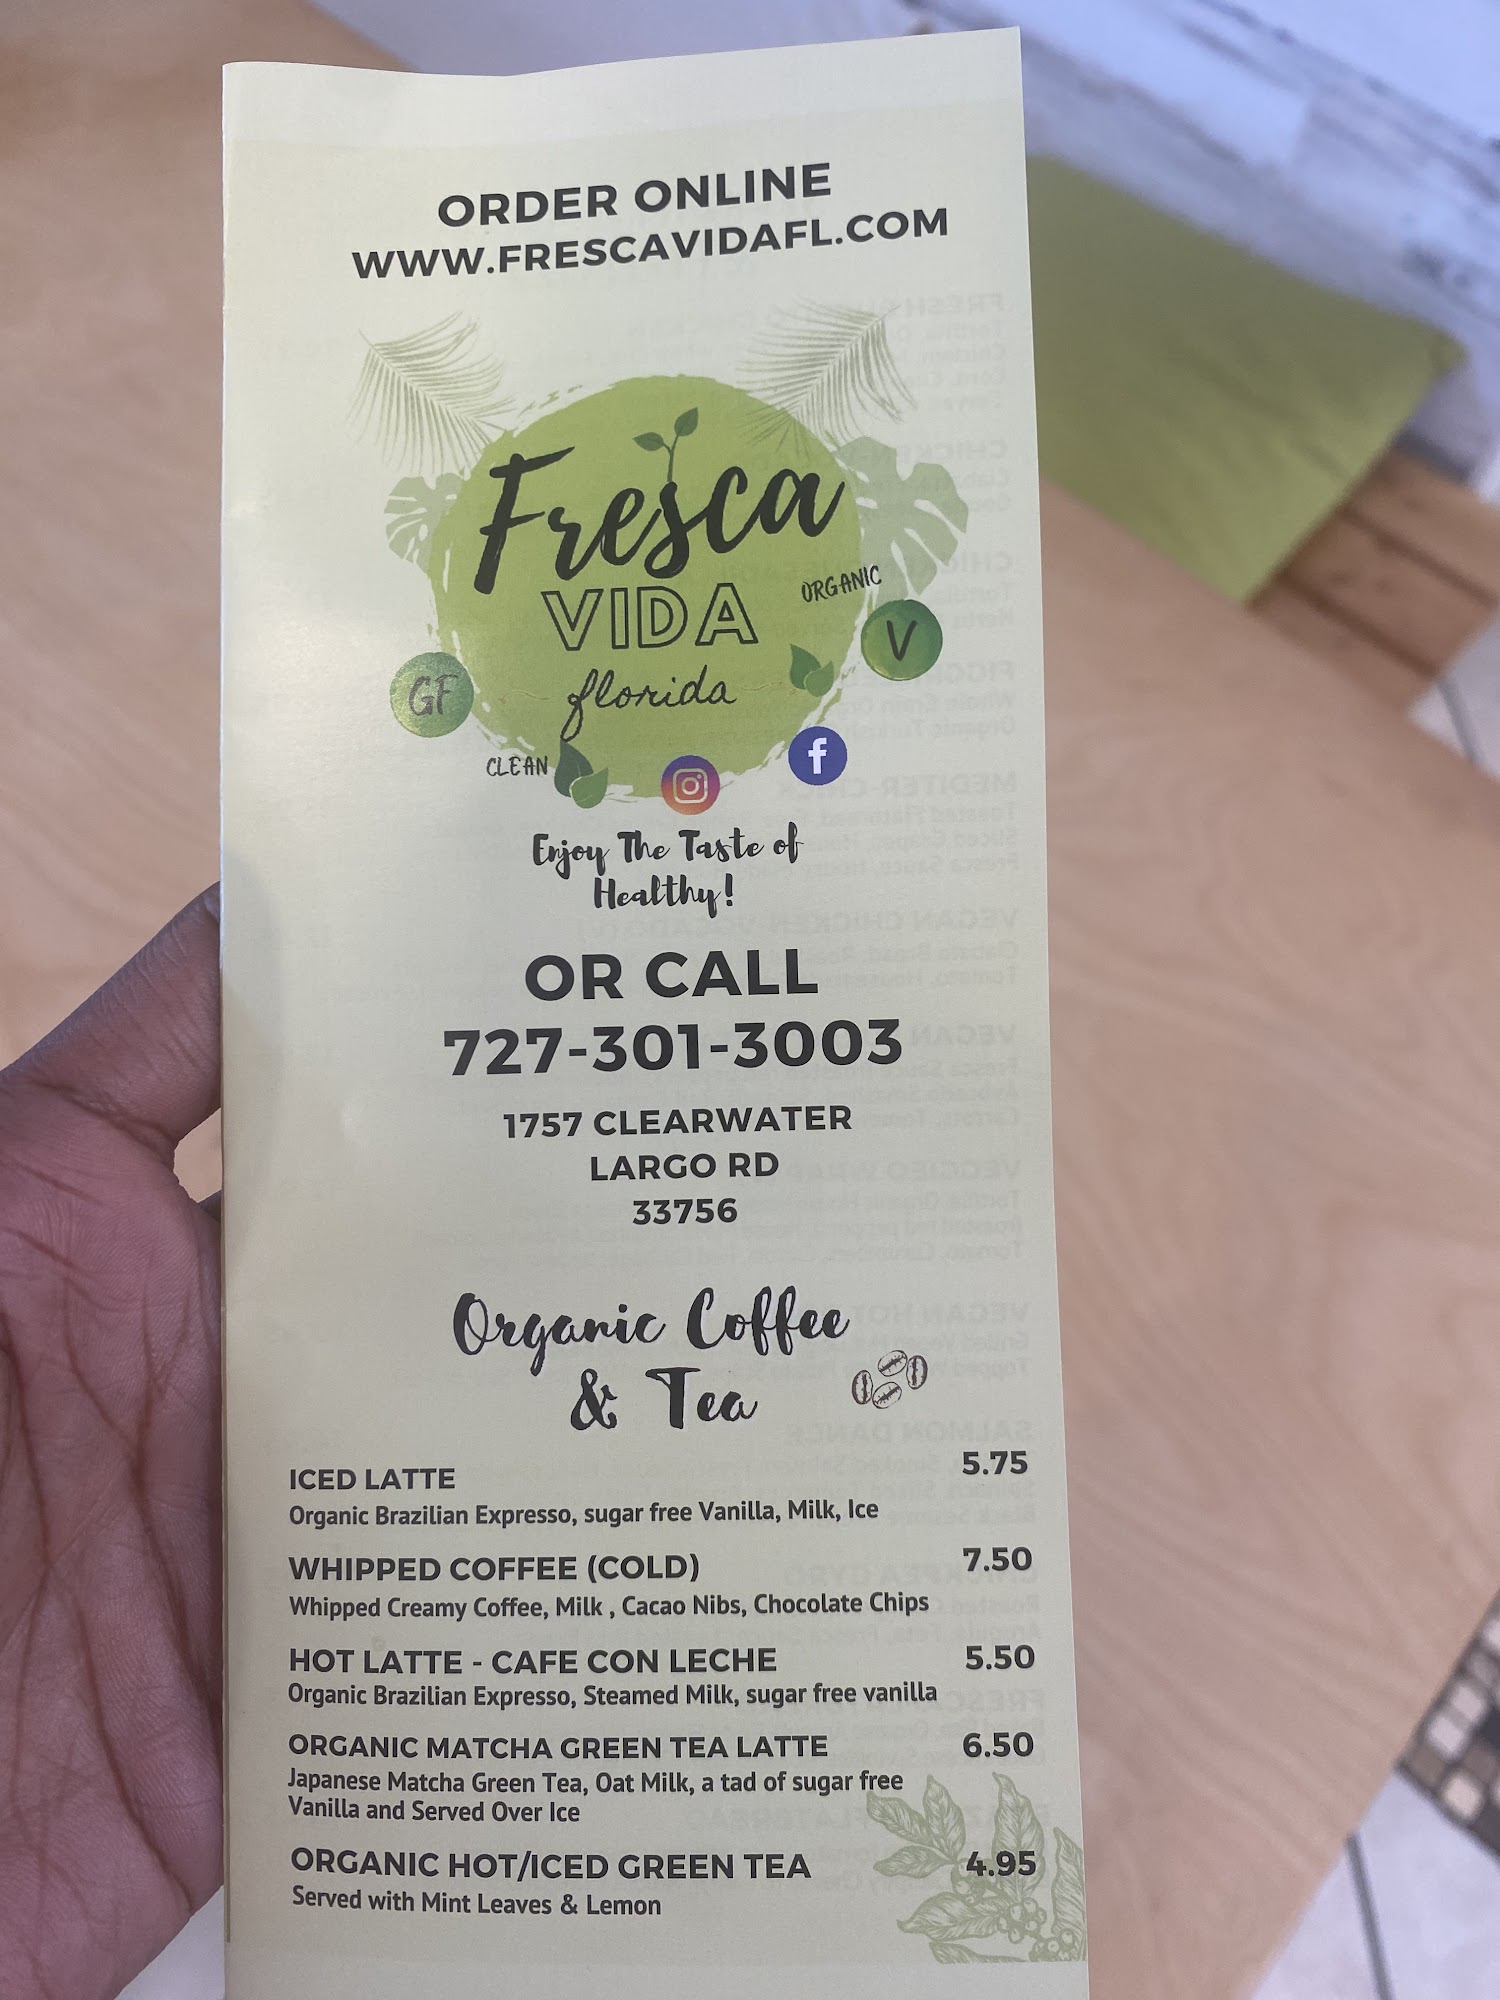 ORDER ONLINE
WWW.FRESCAVIDAFL.COM
Fresca
VIDA
florida
ORGANIC
V
GF
CLEAN
f
Enjoy The Taste of
Healthy!
OR CALL
727-301-3003
1757 CLEARWATER
LARGO RD
33756
Organic Coffee
& Tea
ICED LATTE 5.75
Organic Brazilian Expresso, sugar free Vanilla, Milk, Ice
WHIPPED COFFEE (COLD) 7.50
Whipped Creamy Coffee, Milk , Cacao Nibs, Chocolate Chips
HOT LATTE - CAFE CON LECHE 5.50
Organic Brazilian Expresso, Steamed Milk, sugar free vanilla
ORGANIC MATCHA GREEN TEA LATTE 6.50
Japanese Matcha Green Tea, Oat Milk, a tad of sugar free
Vanilla and Served Over Ice
ORGANIC HOT/ICED GREEN TEA 4.95
Served with Mint Leaves & Lemon